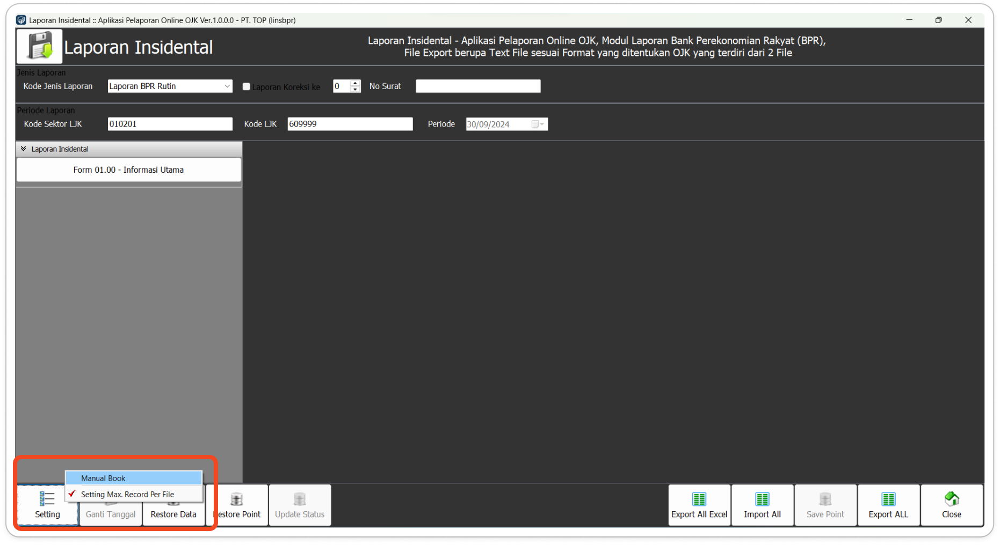 Laporan Insidental :: Aplikasi Pelaporan Online OJK Ver.1.0.0.0 - PT. TOP (linsbpr)
Laporan Insidental
Laporan Insidental - Aplikasi Pelaporan Online OJK, Modul Laporan Bank Perekonomian Rakyat (BPR),
File Export berupa Text File sesuai Format yang ditentukan OJK yang terdiri dari 2 File
Jenis Laporan
Kode Jenis Laporan Laporan BPR Rutin Laporan Koreksi ke 0 No Surat
Periode Laporan
Kode Sektor LJK 010201 Kode LJK 609999 Periode 30/09/2024
Laporan Insidental
Form 01.00 - Informasi Utama
Manual Book
Setting Max. Record Per File
Setting Ganti Tanggal Restore Data estore Point Update Status Export All Excel Import All Save Point Export ALL Close